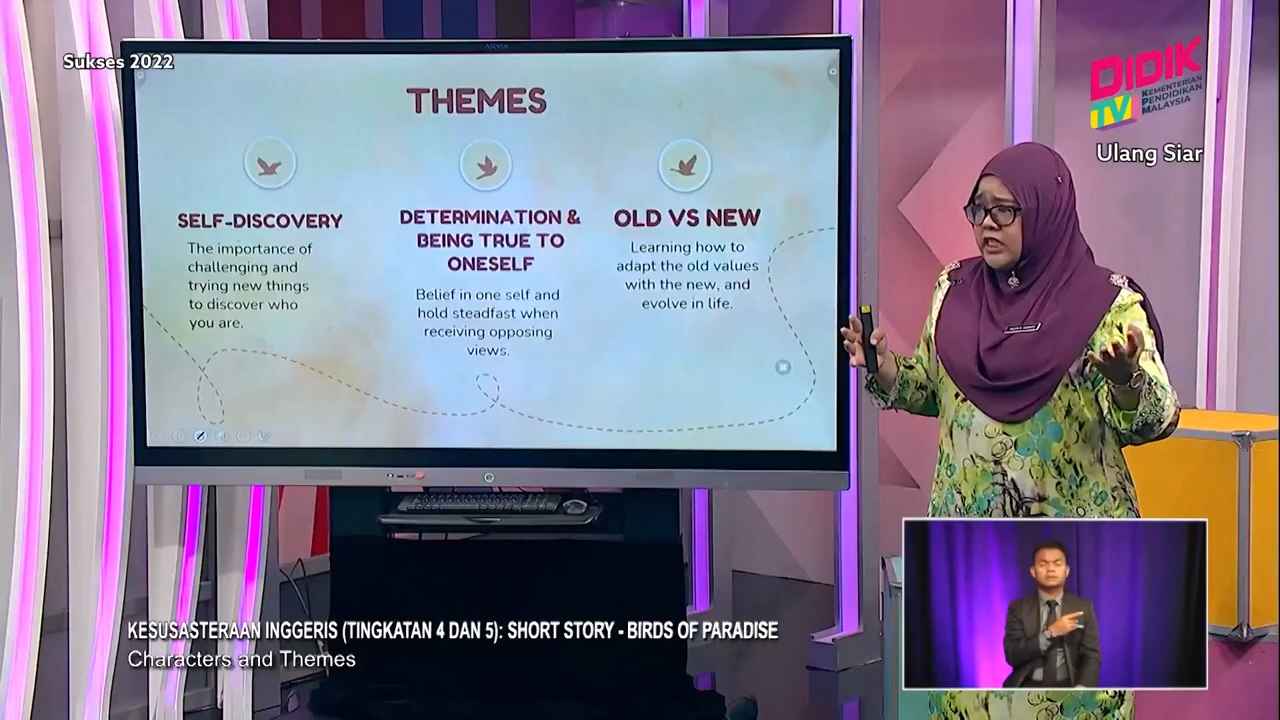 Sukses 2022
DIDIK
TV
KEMENTERIAN
PENDIDIKAN
MALAYSIA
Ulang Siar
THEMES
SELF-DISCOVERY
The importance of
challenging and
trying new things
to discover who
you are.
DETERMINATION &
BEING TRUE TO
ONESELF
Belief in one self and
hold steadfast when
receiving opposing
views.
OLD VS NEW
Learning how to
adapt the old values
with the new, and
evolve in life.
KESUSASTERAAN INGGERIS (TINGKATAN 4 DAN 5): SHORT STORY - BIRDS OF PARADISE
Characters and Themes